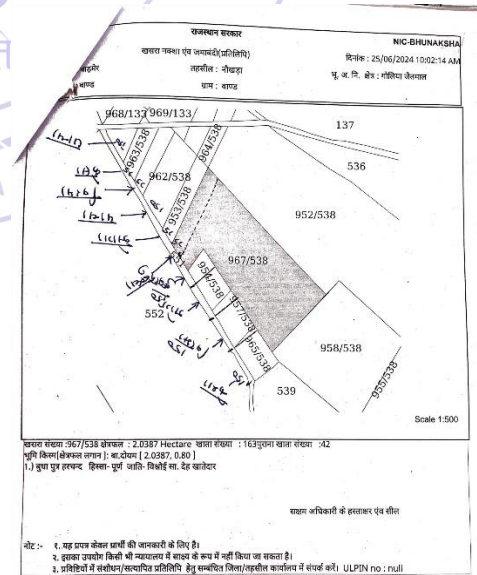 राजस्थान सरकार
NIC-BHUNAKSHA
खसरा नक्शा एवं जमाबंदी(प्रतिलिपि)
दिनांक : 25/06/2024 10:02:14 AM
बाड़मेर
तहसील : नोखड़ा
भू. अ. नि. क्षेत्र : गोलिया जेतमाल
बाण्ड
ग्राम : बाण्ड
968/133 969/133
137
963/538
964/538
536
962/538
953/538
952/538
967/538
954/538
552
957/538
965/538
958/538
955/538
539
150
150
Scale 1:500
खसरा संख्या :967/538 क्षेत्रफल : 2.0387 Hectare खाता संख्या : 163पुराना खाता संख्या :42
भूमि किस्म(क्षेत्रफल लगान ): बा.दोयम [ 2.0387, 0.80 ]
1.) बुधा पुत्र हरचन्द हिस्सा- पूर्ण जाति- विश्नोई सा. देह खातेदार
सक्षम अधिकारी के हस्ताक्षर एंव सील
नोट :- १. यह प्रपत्र केवल प्रार्थी की जानकारी के लिए है।
२. इसका उपयोग किसी भी न्यायालय में साक्ष्य के रूप में नहीं किया जा सकता है।
३. प्रविष्टियों में संशोधन/सत्यापित प्रतिलिपि हेतु सम्बंधित जिला/तहसील कार्यालय में संपर्क करें। ULPIN no : null